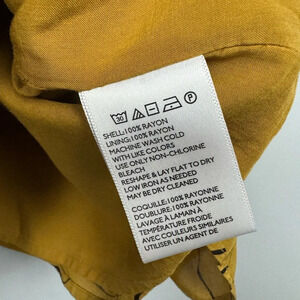 30 P
SHELL:100% RAYON
LINING:100% RAYON
MACHINE WASH COLD
WITH LIKE COLORS
USE ONLY NON-CHLORINE
BLEACH
RESHAPE & LAY FLAT TO DRY
LOW IRON AS NEEDED
MAY BE DRY CLEANED
COQUILLE:100% RAYONNE
DOUBLURE:100% RAYONNE
LAVAGE À LAMAIN À
TEMPÉRATURE FROIDE
AVEC COULEURS SIMILAIRES
UTILISER UN AGENT DE